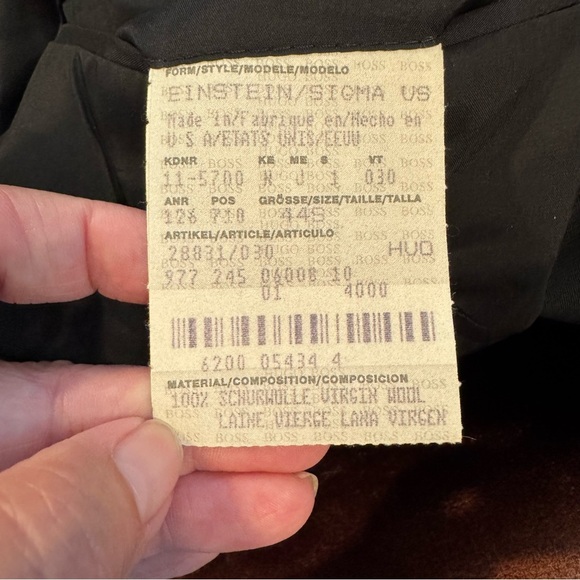 FORM/STYLE/MODELE/MODELO
EINSTEIN/SIGMA US
Made in/Fabrique en/Hecho en
U S A/ETATS UNIS/EEUU
KDNR KE ME S VT
11-5700 N J 1 030
ANR POS GRÖSSE/SIZE/TAILLE/TALLA
126 710 44S
ARTIKEL/ARTICLE/ARTICULO
28831/030 HUO
977 245 06008 10
01 4000
6200 05434 4
MATERIAL/COMPOSITION/COMPOSICION
100% SCHURWOLLE VIRGIN WOOL
LAINE VIERGE LANA VIRGEN